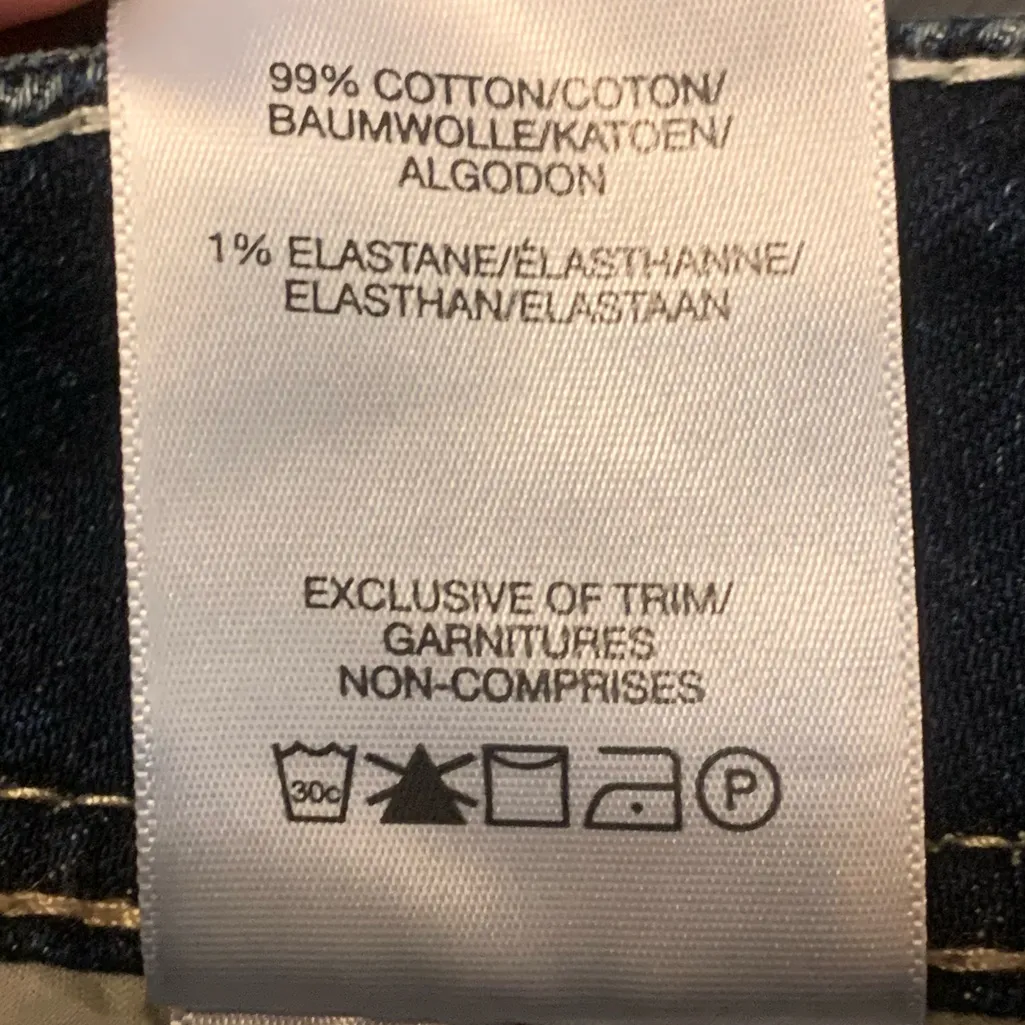 99% COTTON/COTON/
BAUMWOLLE/KATOEN/
ALGODON
1% ELASTANE/ÉLASTHANNE/
ELASTHAN/ELASTAAN
EXCLUSIVE OF TRIM/
GARNITURES
NON-COMPRISES
30c P